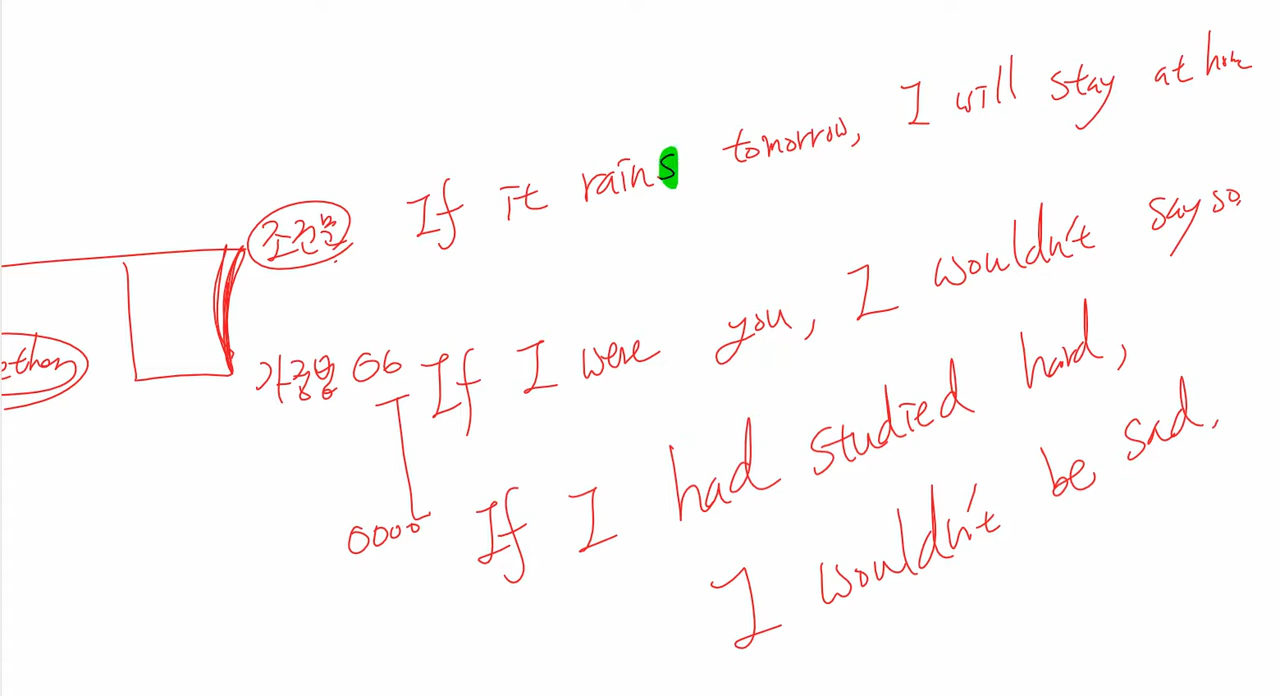 조건문 If it rains tomorrow, I will stay at home
가정법 If I were you, I wouldn't say so.
If I had studied hard,
I wouldn't be sad.